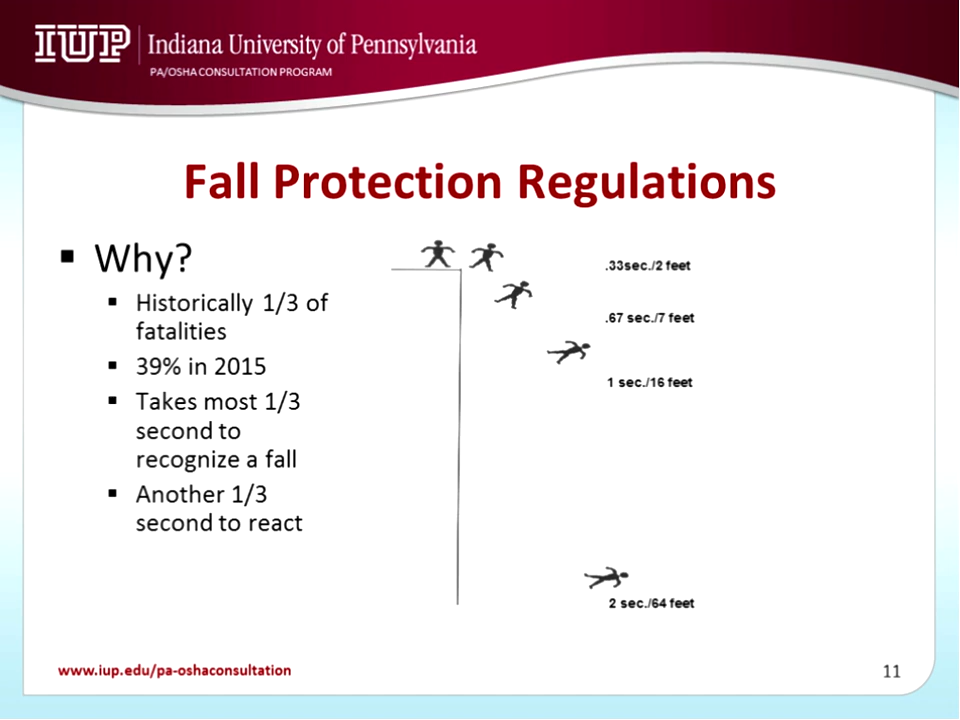 IUP Indiana University of Pennsylvania
PA/OSHA CONSULTATION PROGRAM
Fall Protection Regulations
Why?
Historically 1/3 of
fatalities
39% in 2015
Takes most 1/3
second to
recognize a fall
Another 1/3
second to react
.33sec./2 feet
.67 sec./7 feet
1 sec./16 feet
2 sec./64 feet
www.iup.edu/pa-oshaconsultation
11